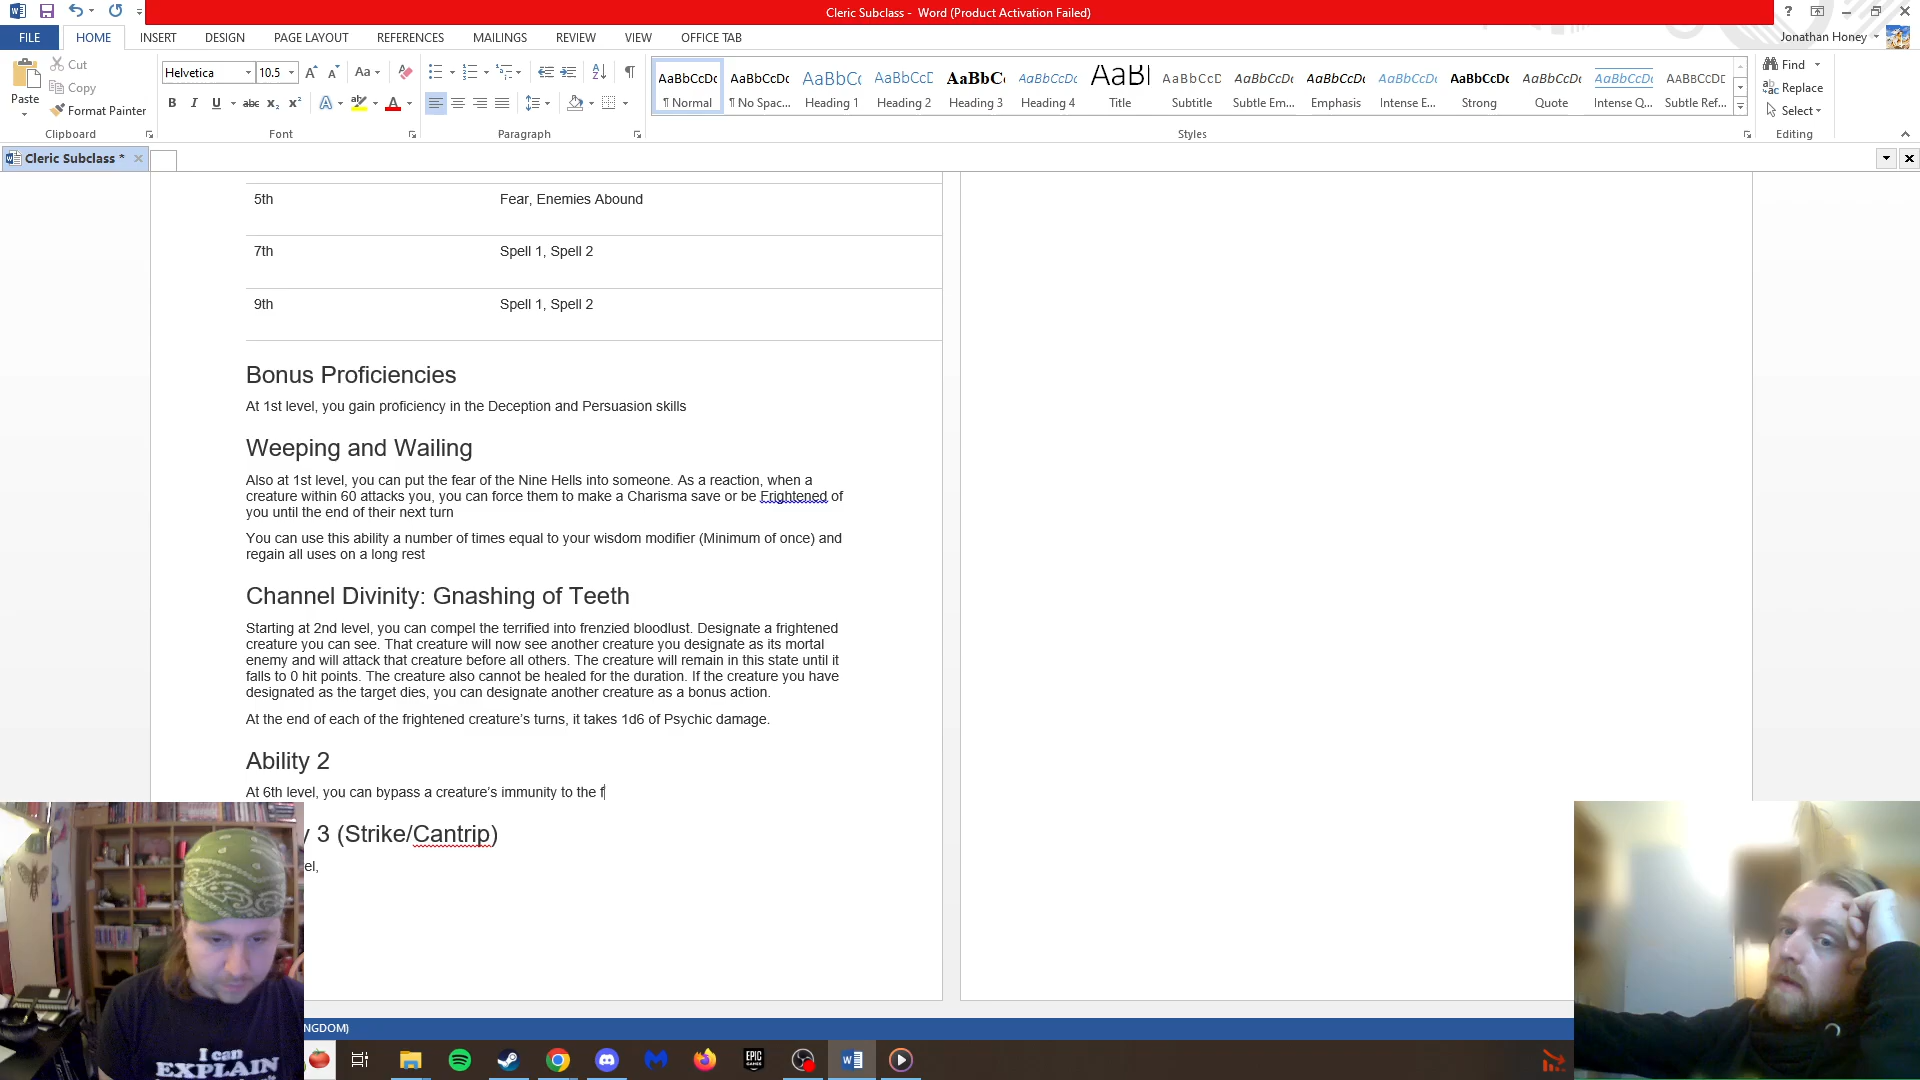 Cleric Subclass - Word (Product Activation Failed)
FILE HOME INSERT DESIGN PAGE LAYOUT REFERENCES MAILINGS REVIEW VIEW OFFICE TAB
Jonathan Honey
Paste
Cut
Copy
Format Painter
Clipboard
Helvetica 10.5
Font
Paragraph
AaBbCcDc AaBbCcDc AaBbCc AaBbCcD AaBbC AaBbCcDc AaBl AaBbCcD AaBbCcDc AaBbCcDc AaBbCcDc AaBbCcDc AaBbCcDc AaBbCcDc AABBCCDE
¶ Normal ¶ No Spac... Heading 1 Heading 2 Heading 3 Heading 4 Title Subtitle Subtle Em... Emphasis Intense E... Strong Quote Intense Q... Subtle Ref...
Styles
Find
Replace
Select
Editing
Cleric Subclass *
5th Fear, Enemies Abound
7th Spell 1, Spell 2
9th Spell 1, Spell 2
Bonus Proficiencies
At 1st level, you gain proficiency in the Deception and Persuasion skills
Weeping and Wailing
Also at 1st level, you can put the fear of the Nine Hells into someone. As a reaction, when a
creature within 60 attacks you, you can force them to make a Charisma save or be Frightened of
you until the end of their next turn
You can use this ability a number of times equal to your wisdom modifier (Minimum of once) and
regain all uses on a long rest
Channel Divinity: Gnashing of Teeth
Starting at 2nd level, you can compel the terrified into frenzied bloodlust. Designate a frightened
creature you can see. That creature will now see another creature you designate as its mortal
enemy and will attack that creature before all others. The creature will remain in this state until it
falls to 0 hit points. The creature also cannot be healed for the duration. If the creature you have
designated as the target dies, you can designate another creature as a bonus action.
At the end of each of the frightened creature's turns, it takes 1d6 of Psychic damage.
Ability 2
At 6th level, you can bypass a creature's immunity to the f
y 3 (Strike/Cantrip)
el,
NGDOM)
I can
EXPLAIN
EPIC
GAMES